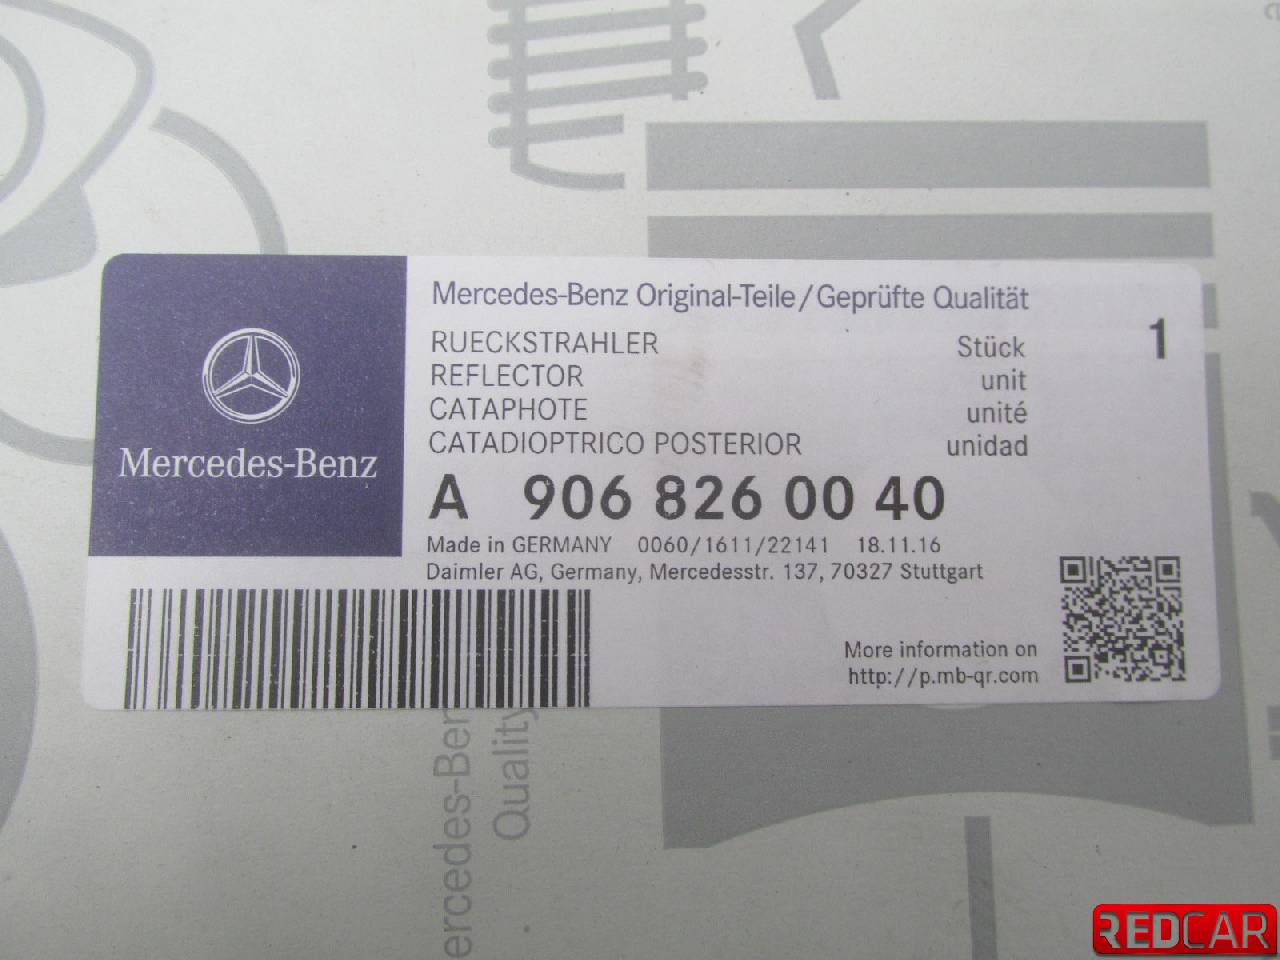 Mercedes-Benz
Mercedes-Benz Original-Teile/Geprüfte Qualität
RUECKSTRAHLER Stück 1
REFLECTOR unit
CATAPHOTE unité
CATADIOPTRICO POSTERIOR unidad
A 906 826 00 40
Made in GERMANY 0060/1611/22141 18.11.16
Daimler AG, Germany, Mercedesstr. 137, 70327 Stuttgart
More information on
http://p.mb-qr.com
ercedes-Ben
Quality
REDCAR